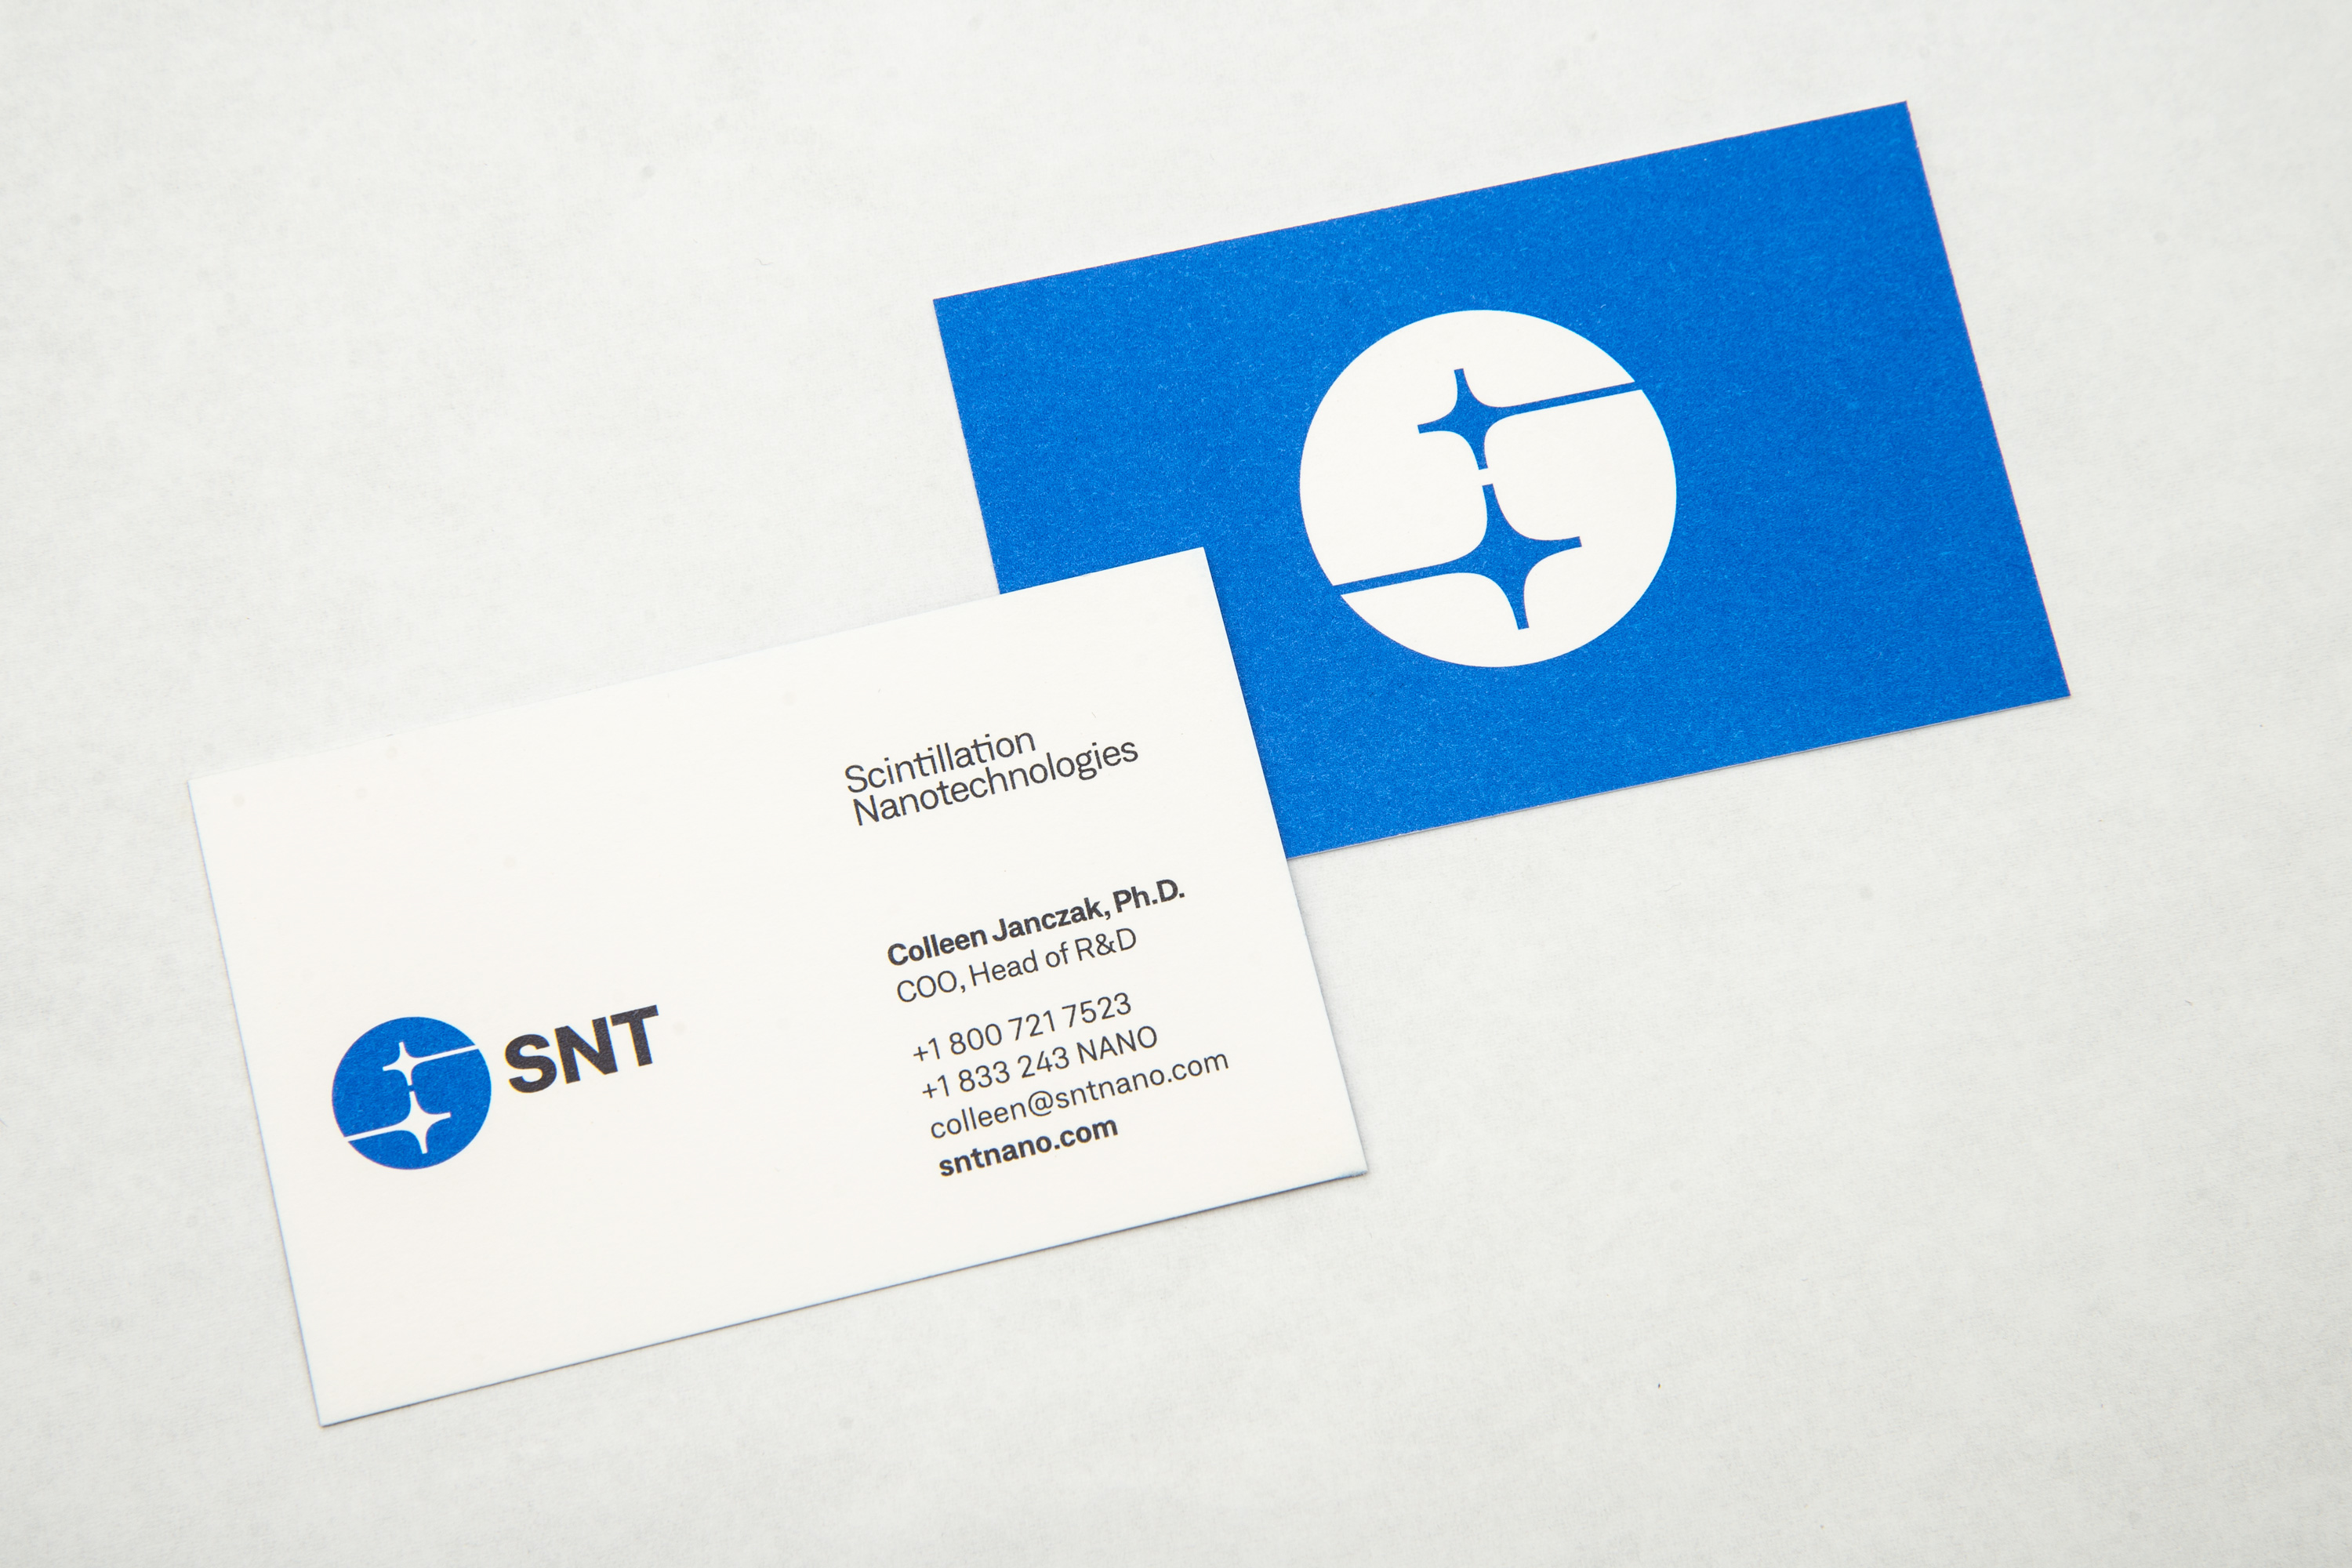 Scintillation
Nanotechnologies
Colleen Janczak, Ph.D.
COO, Head of R&D
+1 800 721 7523
+1 833 243 NANO
colleen@sntnano.com
sntnano.com
SNT